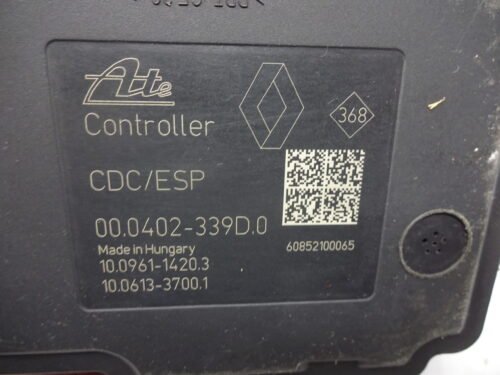 Ate
368
Controller
CDC/ESP
00.0402-339D.0
Made in Hungary
60852100065
10.0961-1420.3
10.0613-3700.1